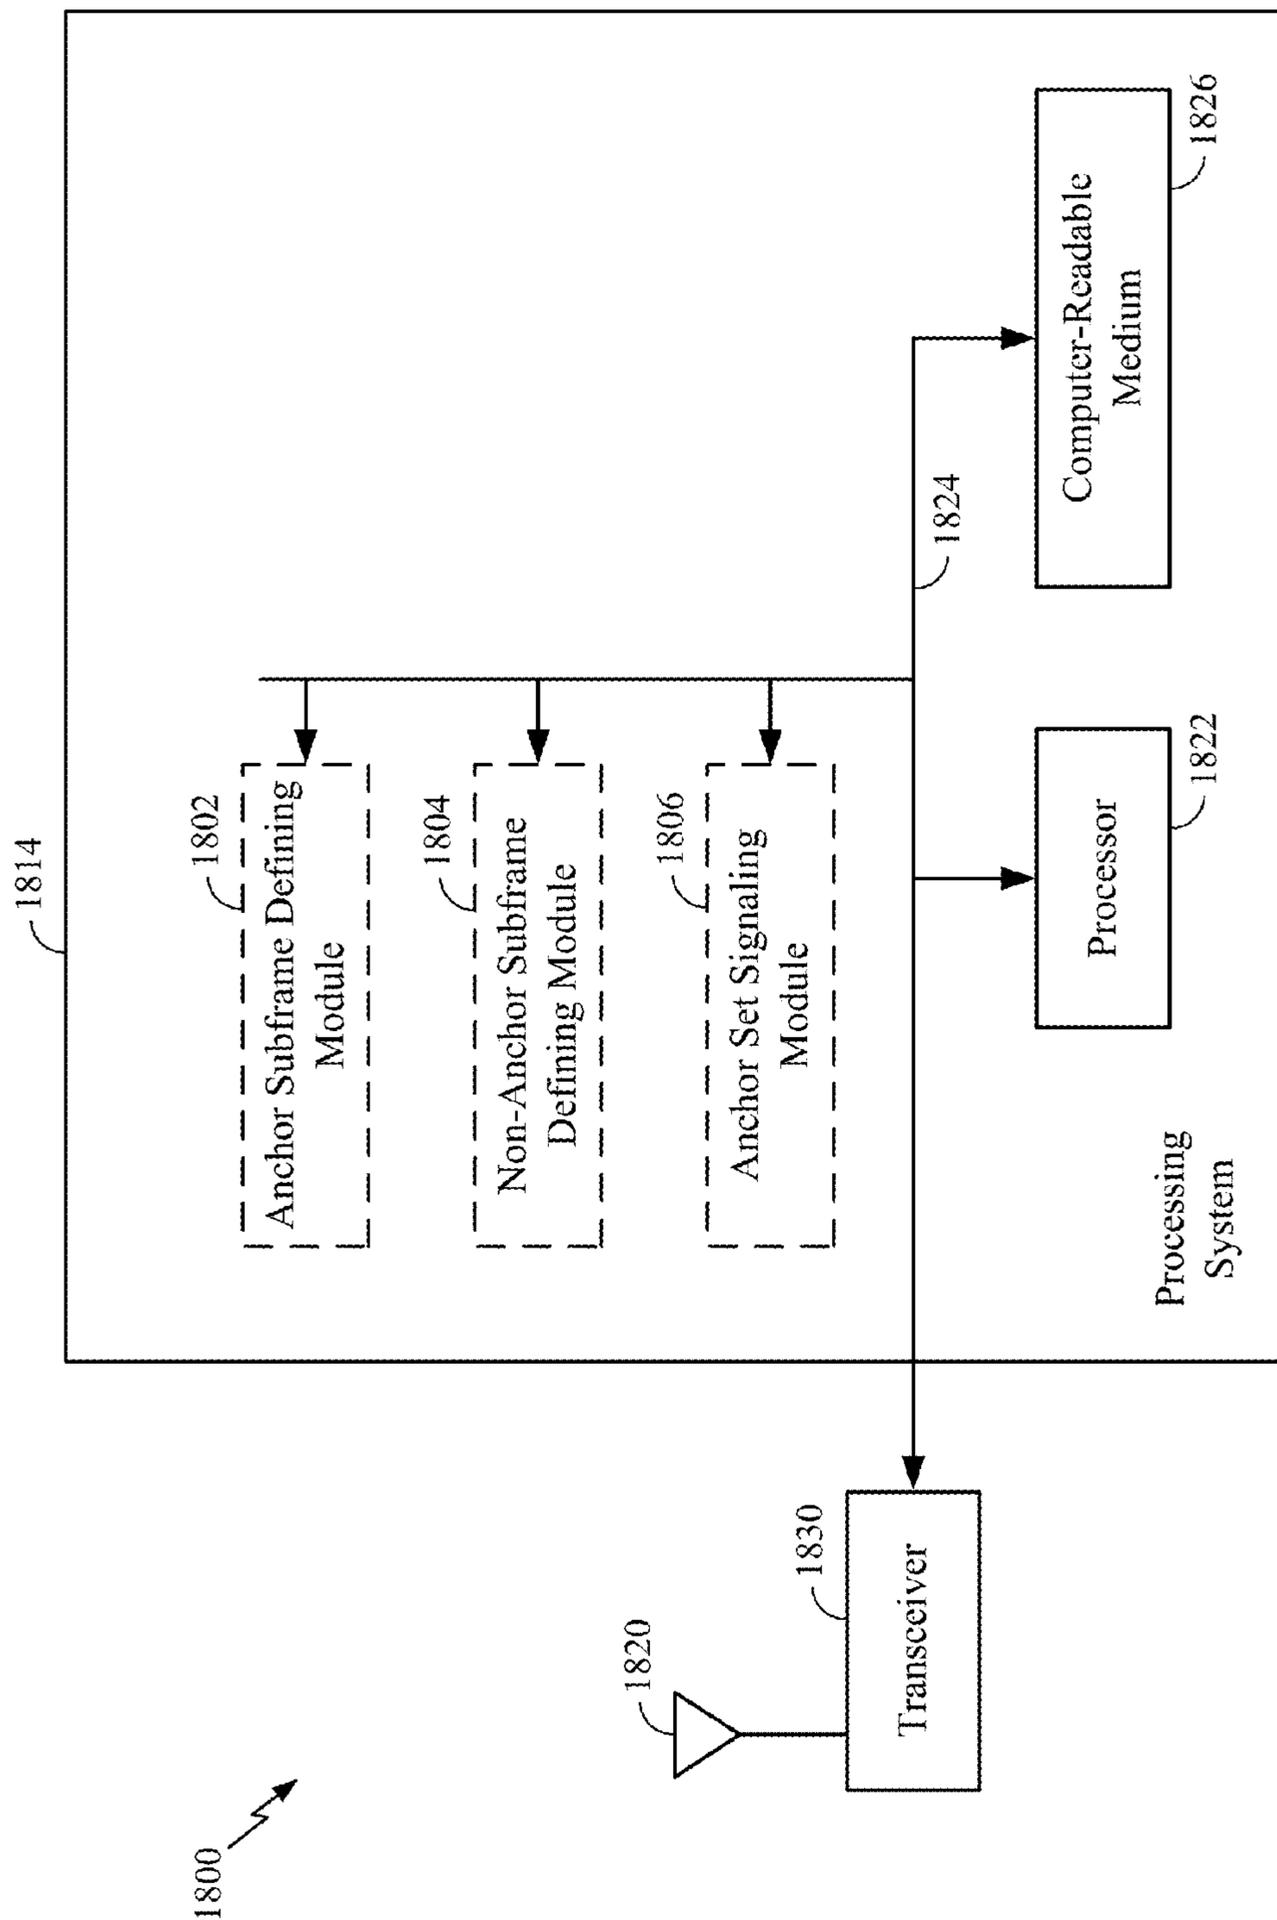 1800
1814
1802
Anchor Subframe Defining
Module
1804
Non-Anchor Subframe
Defining Module
1806
Anchor Set Signaling
Module
1820
1830
Transceiver
1824
Processor
1822
Computer-Readable
Medium
1826
Processing
System